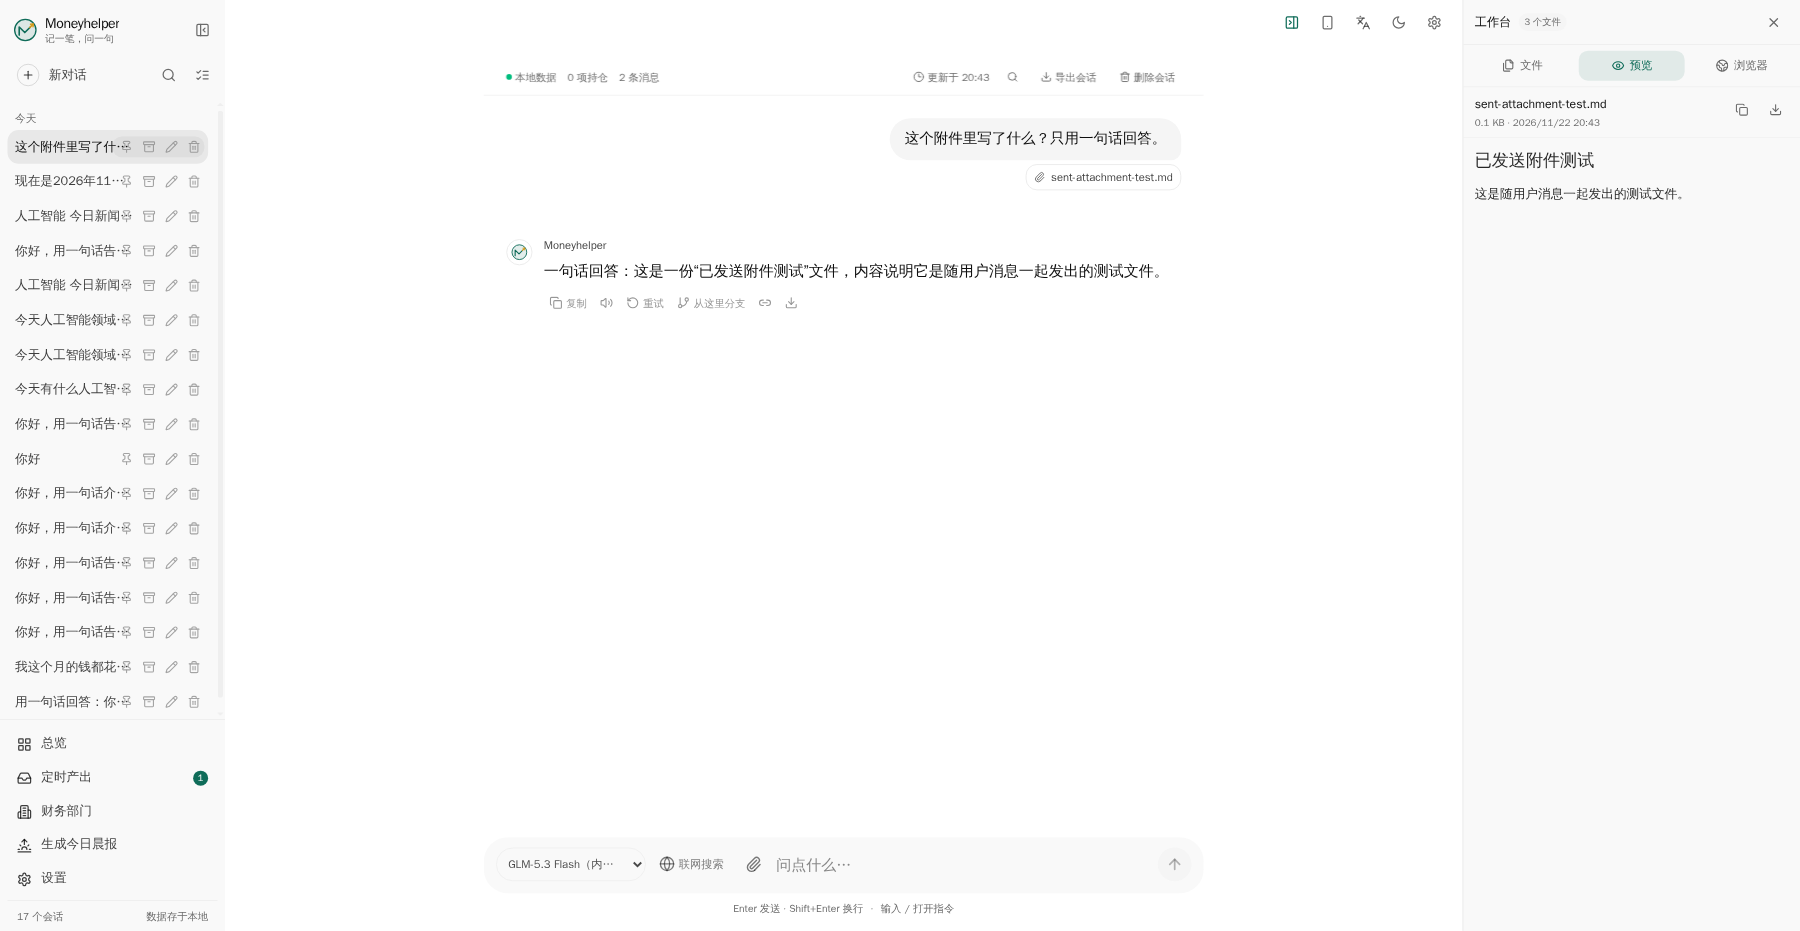 Moneyhelper
记一笔，问一句
新对话
今天
这个附件里写了什…
现在是2026年11…
人工智能 今日新闻…
你好，用一句话告…
人工智能 今日新闻…
今天人工智能领域…
今天人工智能领域…
今天有什么人工智…
你好，用一句话告…
你好
你好，用一句话介…
你好，用一句话介…
你好，用一句话告…
你好，用一句话告…
你好，用一句话告…
我这个月的钱都花…
用一句话回答：你…
总览
定时产出 1
财务部门
生成今日晨报
设置
17 个会话 数据存于本地
本地数据 0 项持仓 2 条消息 更新于 20:43 导出会话 删除会话
这个附件里写了什么？只用一句话回答。
sent-attachment-test.md
Moneyhelper
一句话回答：这是一份“已发送附件测试”文件，内容说明它是随用户消息一起发出的测试文件。
复制 重试 从这里分支
GLM-5.3 Flash（内… 联网搜索 问点什么…
Enter 发送 · Shift+Enter 换行 · 输入 / 打开指令
工作台 3 个文件
文件 预览 浏览器
sent-attachment-test.md
0.1 KB · 2026/11/22 20:43
已发送附件测试
这是随用户消息一起发出的测试文件。